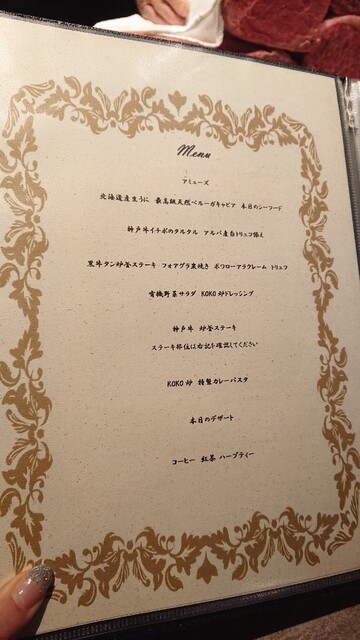 Menu
アミューズ
北海道産生うに 最高級天然ベルーガキャビア 本日のシーフード
神戸牛イチボのタルタル アルバ産白トリュフ添え
黒牛タン炉釜ステーキ フォアグラ炭焼き ポワローアラクレーム トリュフ
有機野菜サラダ KOKO炉ドレッシング
神戸牛 炉釜ステーキ
ステーキ部位は右記を確認してください
KOKO炉 特製カレーパスタ
本日のデザート
コーヒー 紅茶 ハーブティー